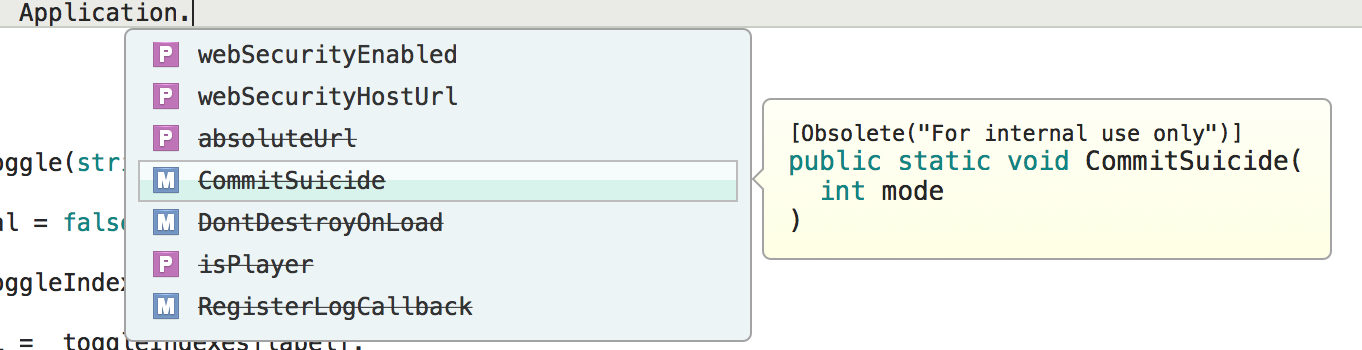 Application.
P webSecurityEnabled
P webSecurityHostUrl
P absoluteUrl
M CommitSuicide
M DontDestroyOnLoad
P isPlayer
M RegisterLogCallback
[Obsolete("For internal use only")]
public static void CommitSuicide(
int mode
)
oggle(stri
al = false
oggleIndex
= toggleIndexes[label].